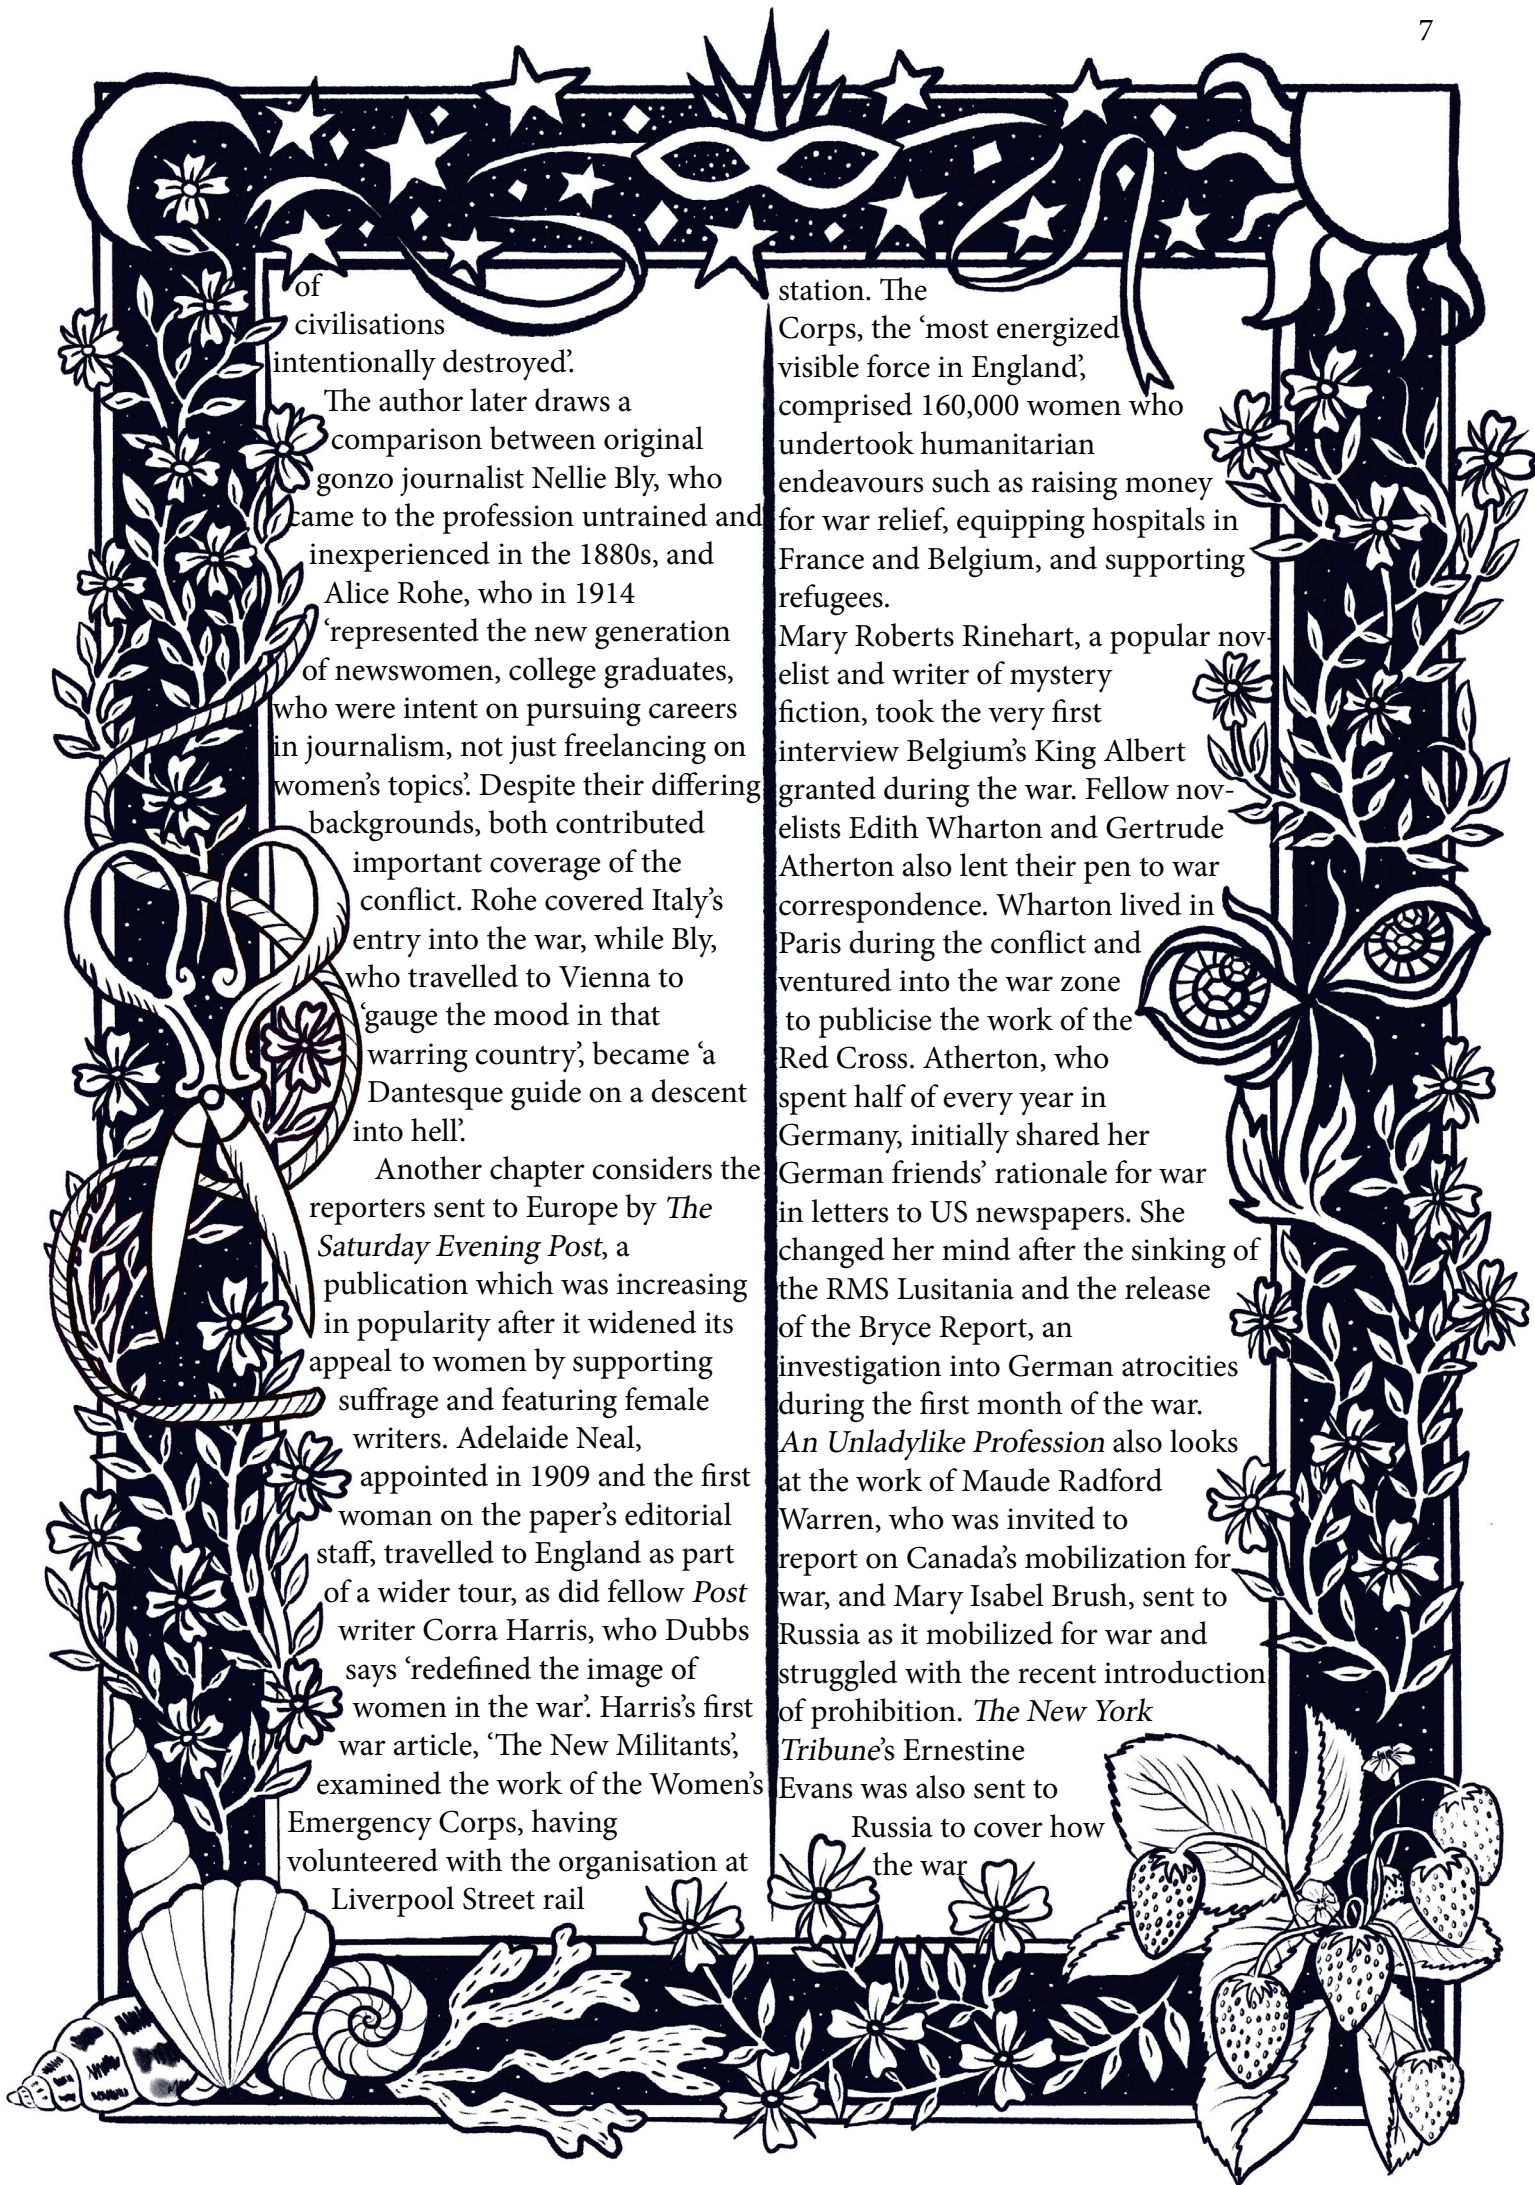 7
of
civilisations
intentionally destroyed’.
The author later draws a
comparison between original
gonzo journalist Nellie Bly, who
came to the profession untrained and
inexperienced in the 1880s, and
Alice Rohe, who in 1914
‘represented the new generation
of newswomen, college graduates,
who were intent on pursuing careers
in journalism, not just freelancing on
women’s topics’. Despite their differing
backgrounds, both contributed
important coverage of the
conflict. Rohe covered Italy’s
entry into the war, while Bly,
who travelled to Vienna to
‘gauge the mood in that
warring country’, became ‘a
Dantesque guide on a descent
into hell’.
Another chapter considers the
reporters sent to Europe by The
Saturday Evening Post, a
publication which was increasing
in popularity after it widened its
appeal to women by supporting
suffrage and featuring female
writers. Adelaide Neal,
appointed in 1909 and the first
woman on the paper’s editorial
staff, travelled to England as part
of a wider tour, as did fellow Post
writer Corra Harris, who Dubbs
says ‘redefined the image of
women in the war’. Harris’s first
war article, ‘The New Militants’,
examined the work of the Women’s
Emergency Corps, having
volunteered with the organisation at
Liverpool Street rail
station. The
Corps, the ‘most energized
visible force in England’,
comprised 160,000 women who
undertook humanitarian
endeavours such as raising money
for war relief, equipping hospitals in
France and Belgium, and supporting
refugees.
Mary Roberts Rinehart, a popular nov-
elist and writer of mystery
fiction, took the very first
interview Belgium’s King Albert
granted during the war. Fellow nov-
elists Edith Wharton and Gertrude
Atherton also lent their pen to war
correspondence. Wharton lived in
Paris during the conflict and
ventured into the war zone
to publicise the work of the
Red Cross. Atherton, who
spent half of every year in
Germany, initially shared her
German friends’ rationale for war
in letters to US newspapers. She
changed her mind after the sinking of
the RMS Lusitania and the release
of the Bryce Report, an
investigation into German atrocities
during the first month of the war.
An Unladylike Profession also looks
at the work of Maude Radford
Warren, who was invited to
report on Canada’s mobilization for
war, and Mary Isabel Brush, sent to
Russia as it mobilized for war and
struggled with the recent introduction
of prohibition. The New York
Tribune’s Ernestine
Evans was also sent to
Russia to cover how
the war